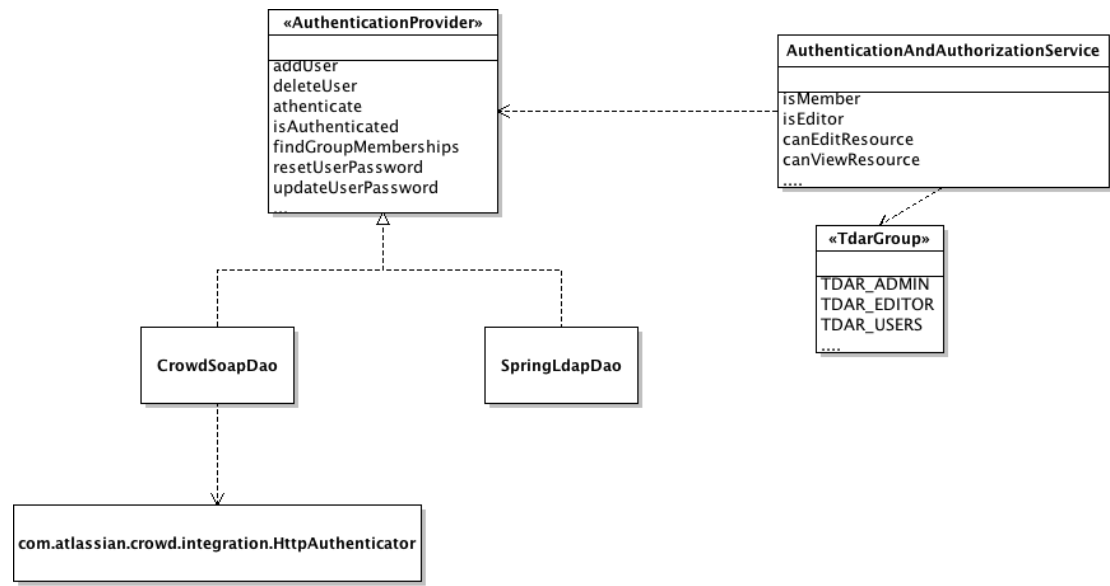 «AuthenticationProvider»
addUser
deleteUser
athenticate
isAuthenticated
findGroupMemberships
resetUserPassword
updateUserPassword
...
AuthenticationAndAuthorizationService
isMember
isEditor
canEditResource
canViewResource
....
«TdarGroup»
TDAR_ADMIN
TDAR_EDITOR
TDAR_USERS
....
CrowdSoapDao
SpringLdapDao
com.atlassian.crowd.integration.HttpAuthenticator